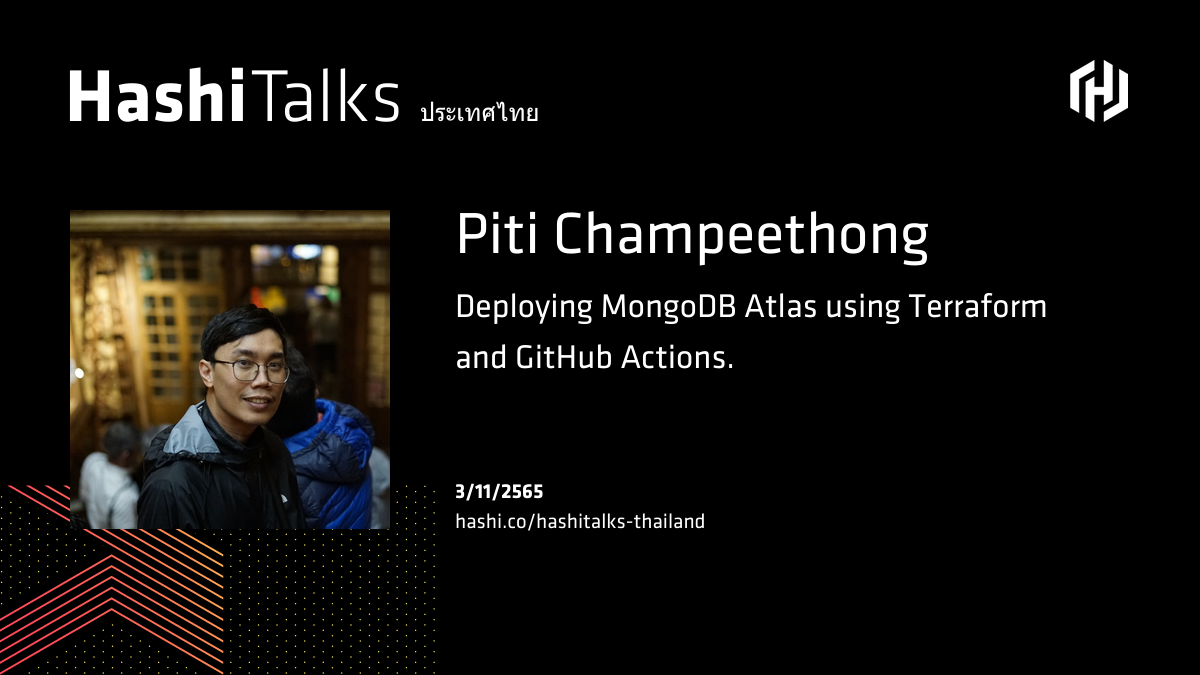 HashiTalks ประเทศไทย
Piti Champeethong
Deploying MongoDB Atlas using Terraform
and GitHub Actions.
3/11/2565
hashi.co/hashitalks-thailand